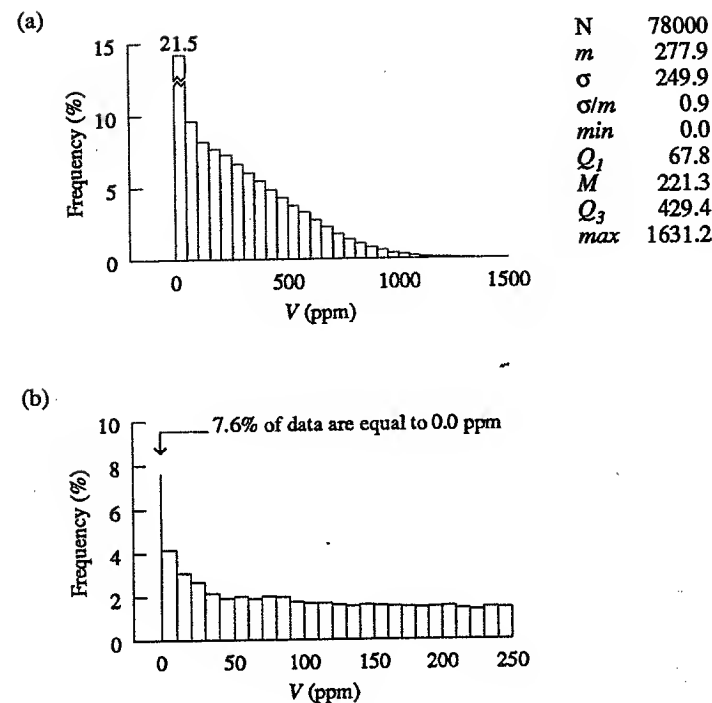 (a)
21.5
15
10
5
0
Frequency (%)
0 500 1000 1500
V (ppm)
N 78000
m 277.9
σ 249.9
σ/m 0.9
min 0.0
Q1 67.8
M 221.3
Q3 429.4
max 1631.2
(b)
7.6% of data are equal to 0.0 ppm
10
8
6
4
2
0
Frequency (%)
0 50 100 150 200 250
V (ppm)